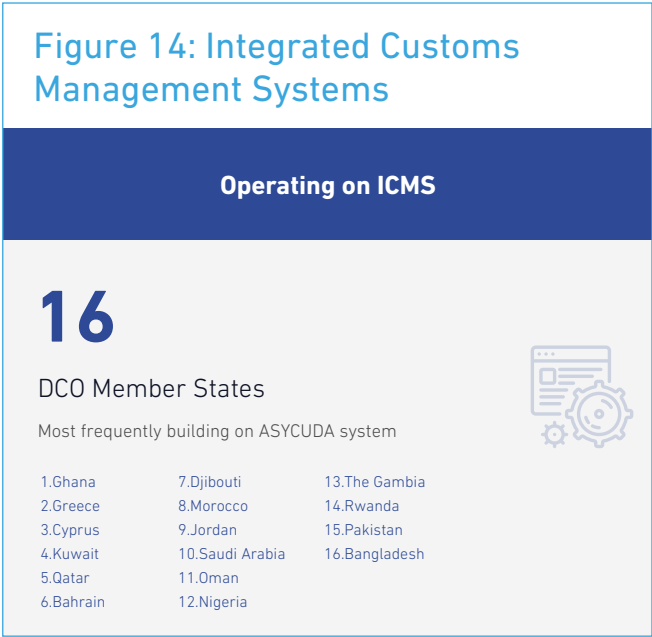 Figure 14: Integrated Customs
Management Systems
Operating on ICMS
16
DCO Member States
Most frequently building on ASYCUDA system
1.Ghana
2.Greece
3.Cyprus
4.Kuwait
5.Qatar
6.Bahrain
7.Djibouti
8.Morocco
9.Jordan
10.Saudi Arabia
11.Oman
12.Nigeria
13.The Gambia
14.Rwanda
15.Pakistan
16.Bangladesh